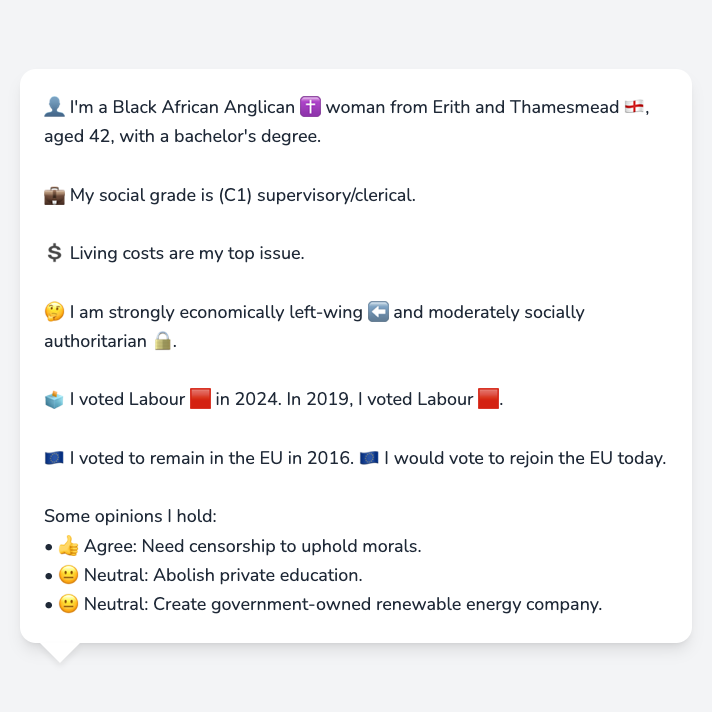 👤 I'm a Black African Anglican ✝️ woman from Erith and Thamesmead 🏴󠁧󠁢󠁥󠁮󠁧󠁿,
aged 42, with a bachelor's degree.
💼 My social grade is (C1) supervisory/clerical.
💲 Living costs are my top issue.
🤔 I am strongly economically left-wing ⬅️ and moderately socially
authoritarian 🔒.
🗳️ I voted Labour 🟥 in 2024. In 2019, I voted Labour 🟥.
🇪🇺 I voted to remain in the EU in 2016. 🇪🇺 I would vote to rejoin the EU today.
Some opinions I hold:
• 👍 Agree: Need censorship to uphold morals.
• 😐 Neutral: Abolish private education.
• 😐 Neutral: Create government-owned renewable energy company.